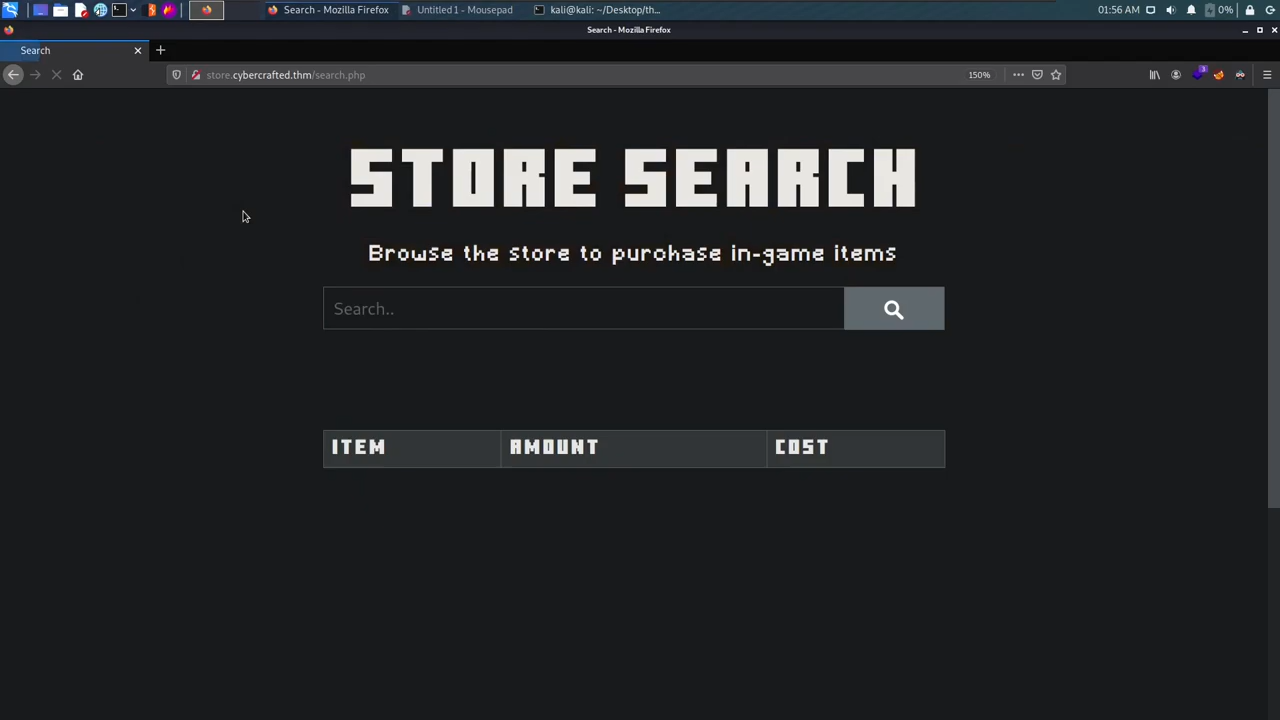 Search - Mozilla Firefox
Untitled 1 - Mousepad
kali@kali: ~/Desktop/th...
01:56 AM
0%
Search - Mozilla Firefox
Search
store.cybercrafted.thm/search.php
150%
3
STORE SEARCH
Browse the store to purchase in-game items
Search..
ITEM AMOUNT COST